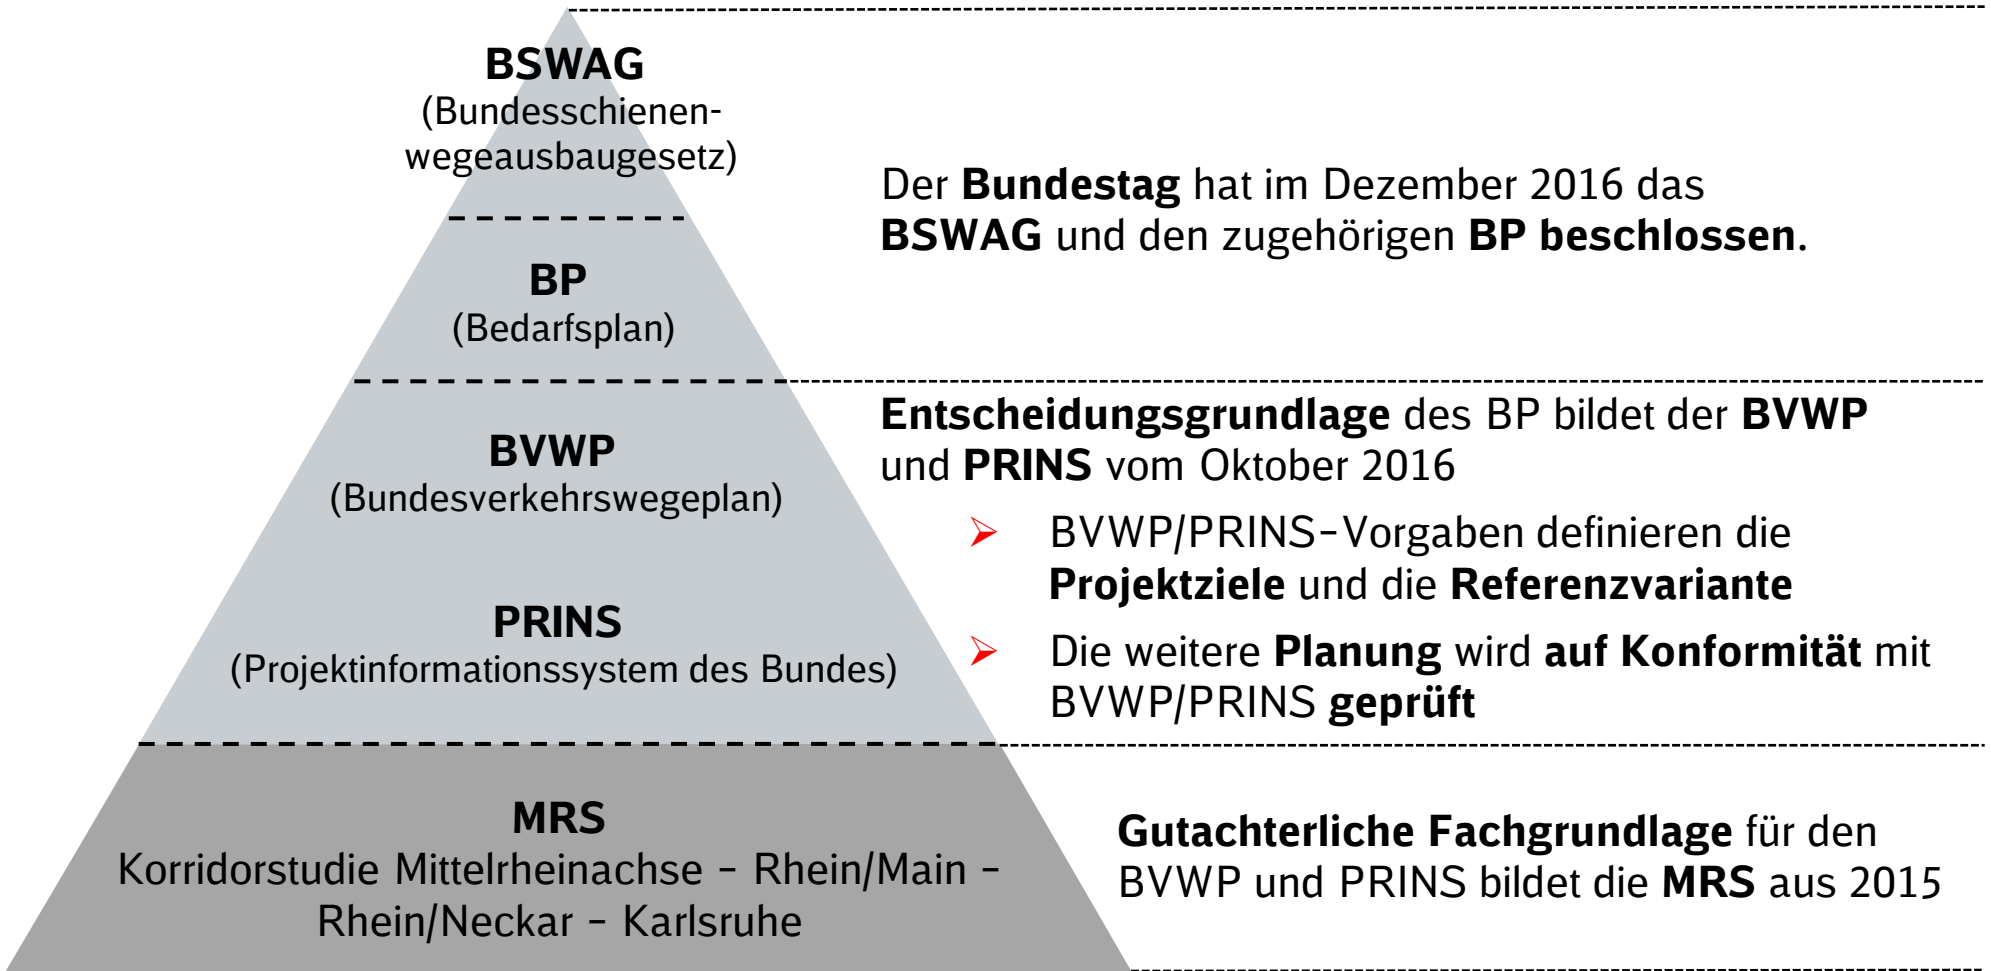 BSWAG
(Bundesschienen-
wegeausbaugesetz)
Der Bundestag hat im Dezember 2016 das
BSWAG und den zugehörigen BP beschlossen.
BP
(Bedarfsplan)
BVWP
(Bundesverkehrswegeplan)
PRINS
(Projektinformationssystem des Bundes)
Entscheidungsgrundlage des BP bildet der BVWP
und PRINS vom Oktober 2016
➢ BVWP/PRINS-Vorgaben definieren die
Projektziele und die Referenzvariante
➢ Die weitere Planung wird auf Konformität mit
BVWP/PRINS geprüft
MRS
Korridorstudie Mittelrheinachse – Rhein/Main –
Rhein/Neckar – Karlsruhe
Gutachterliche Fachgrundlage für den
BVWP und PRINS bildet die MRS aus 2015